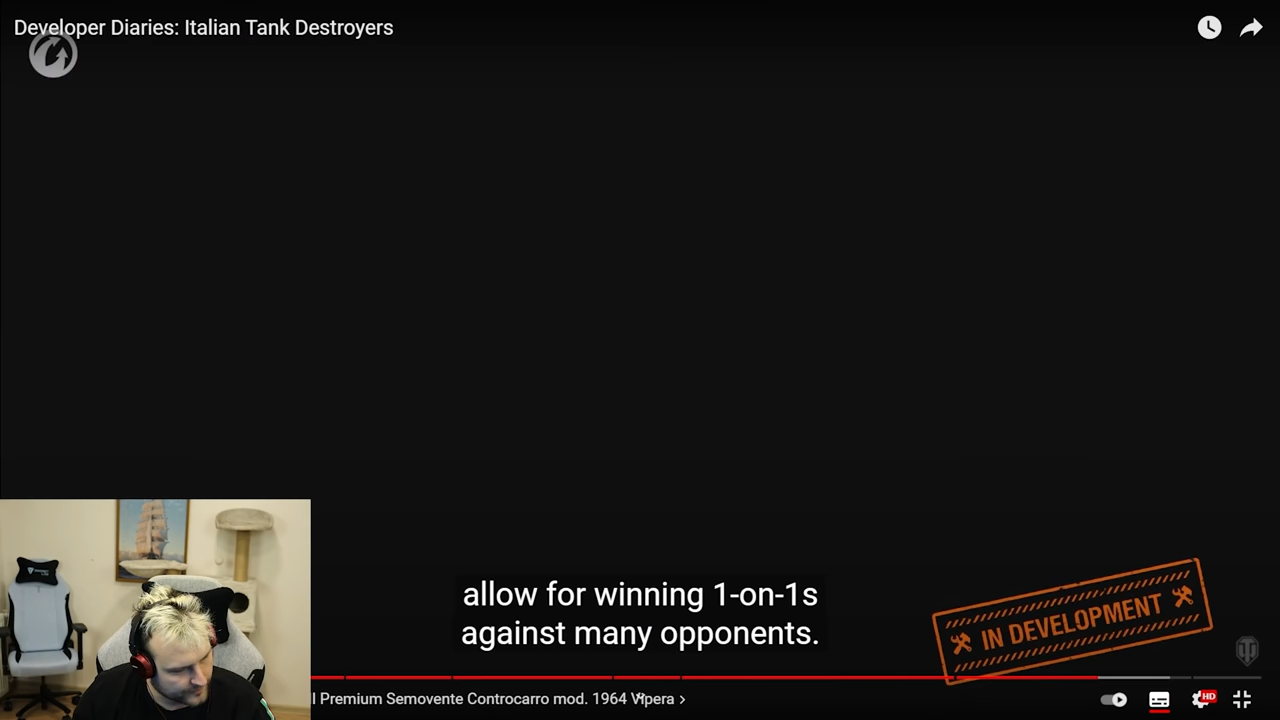 Developer Diaries: Italian Tank Destroyers
allow for winning 1-on-1s
against many opponents.
IN DEVELOPMENT
Premium Semovente Controcarro mod. 1964 Vipera
HD